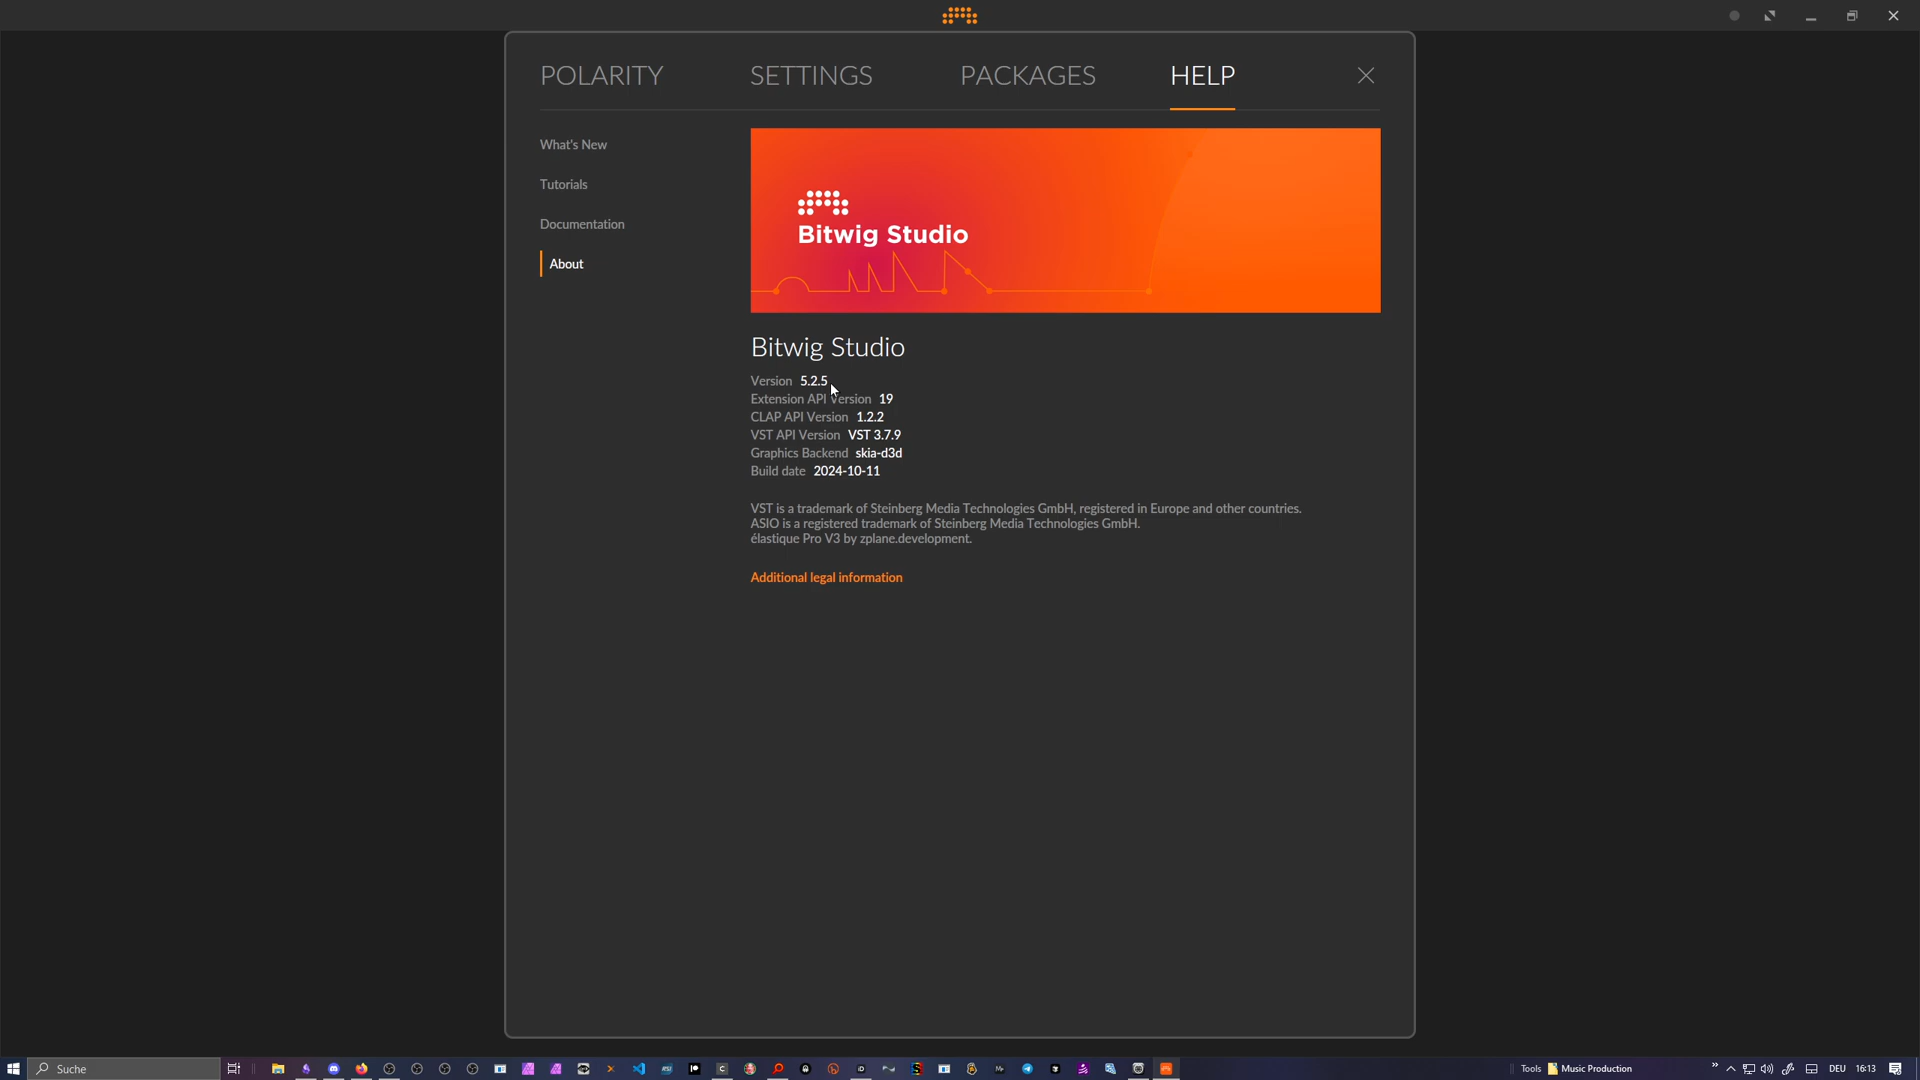 POLARITY
SETTINGS
PACKAGES
HELP
What's New
Tutorials
Documentation
About
Bitwig Studio
Bitwig Studio
Version 5.2.5
Extension API Version 19
CLAP API Version 1.2.2
VST API Version VST 3.7.9
Graphics Backend skia-d3d
Build date 2024-10-11
VST is a trademark of Steinberg Media Technologies GmbH, registered in Europe and other countries.
ASIO is a registered trademark of Steinberg Media Technologies GmbH.
élastique Pro V3 by zplane.development.
Additional legal information
Suche
Tools
Music Production
DEU
16:13